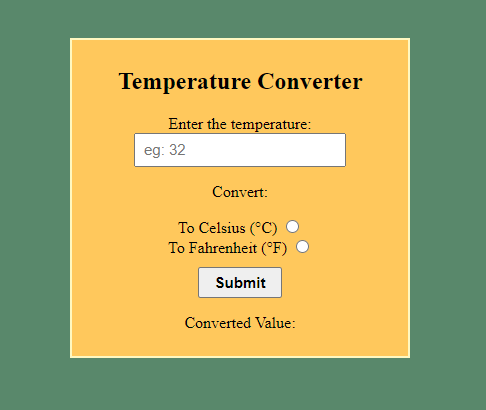 Temperature Converter
Enter the temperature:
eg: 32
Convert:
To Celsius (°C)
To Fahrenheit (°F)
Submit
Converted Value: